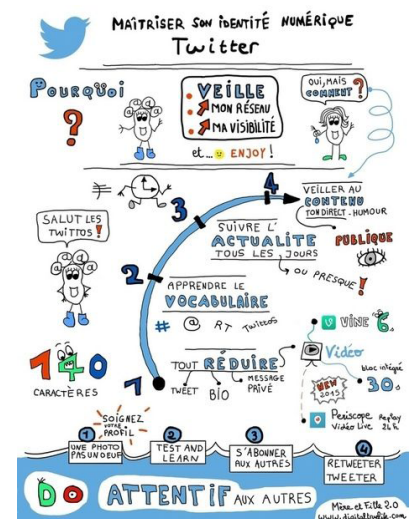 MAÎTRISER SON IDENTITÉ NUMÉRIQUE
Twitter
POURQUOI
?
VEILLE
MON RÉSEAU
MA VISIBILITÉ
et... ENJOY !
OUI, MAIS
COMMENT ?
4
VEILLER AU
CONTENU
TON DIRECT - HUMOUR
PUBLIQUE
3
SUIVRE L'
ACTUALITE
TOUS LES JOURS
OU PRESQUE !
SALUT LES
TWITTOS !
2
APPRENDRE LE
VOCABULAIRE
# @ RT Twittos
140
CARACTÈRES
1
TOUT RÉDUIRE
TWEET BIO MESSAGE
PRIVÉ
VINE 6s
Vidéo
bloc intégré
30s
NEW
2015
Periscope Replay
Vidéo Live 24h
SOIGNEZ
VOTRE
PROFIL
1
UNE PHOTO
PAS UN OEUF
2
TEST AND
LEARN
3
S'ABONNER
AUX AUTRES
4
RETWEETER
TWEETER
DO
ATTENTIF AUX AUTRES
Mère et Fille 2.0